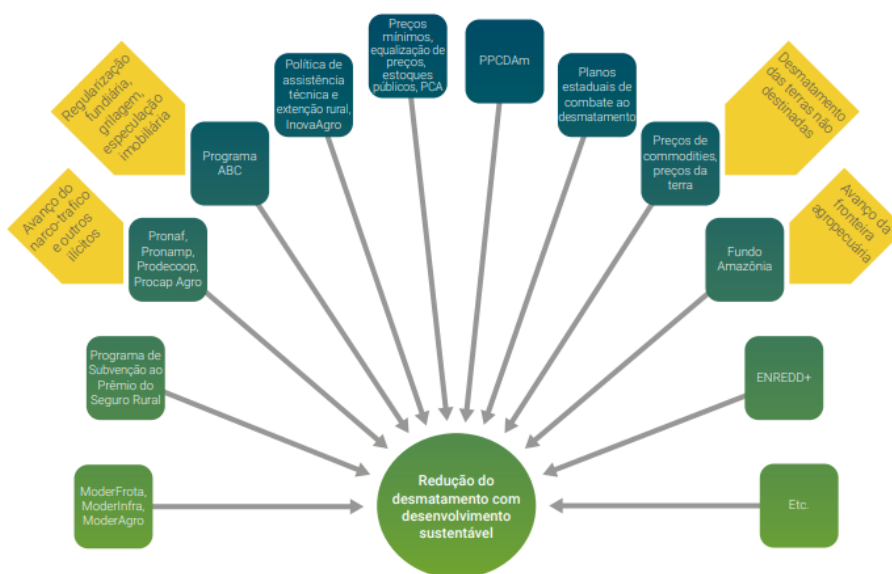 Regularização
fundiária,
grilagem,
especulação
imobiliária
Avanço do
narco-trafico
e outros
ilícitos
ModerFrota,
ModerInfra,
ModerAgro
Programa de
Subvenção ao
Prêmio do
Seguro Rural
Pronaf,
Pronamp,
Prodecoop,
Procap Agro
Programa
ABC
Política de
assistência
técnica e
extenção rural,
InovaAgro
Preços
mínimos,
equalização de
preços,
estoques
públicos, PCA
PPCDAm
Planos
estaduais de
combate ao
desmatamento
Preços de
commodities,
preços da
terra
Fundo
Amazônia
ENREDD+
Etc.
Desmatamento
das terras não
destinadas
Avanço da
fronteira
agropecuária
Redução do
desmatamento com
desenvolvimento
sustentável